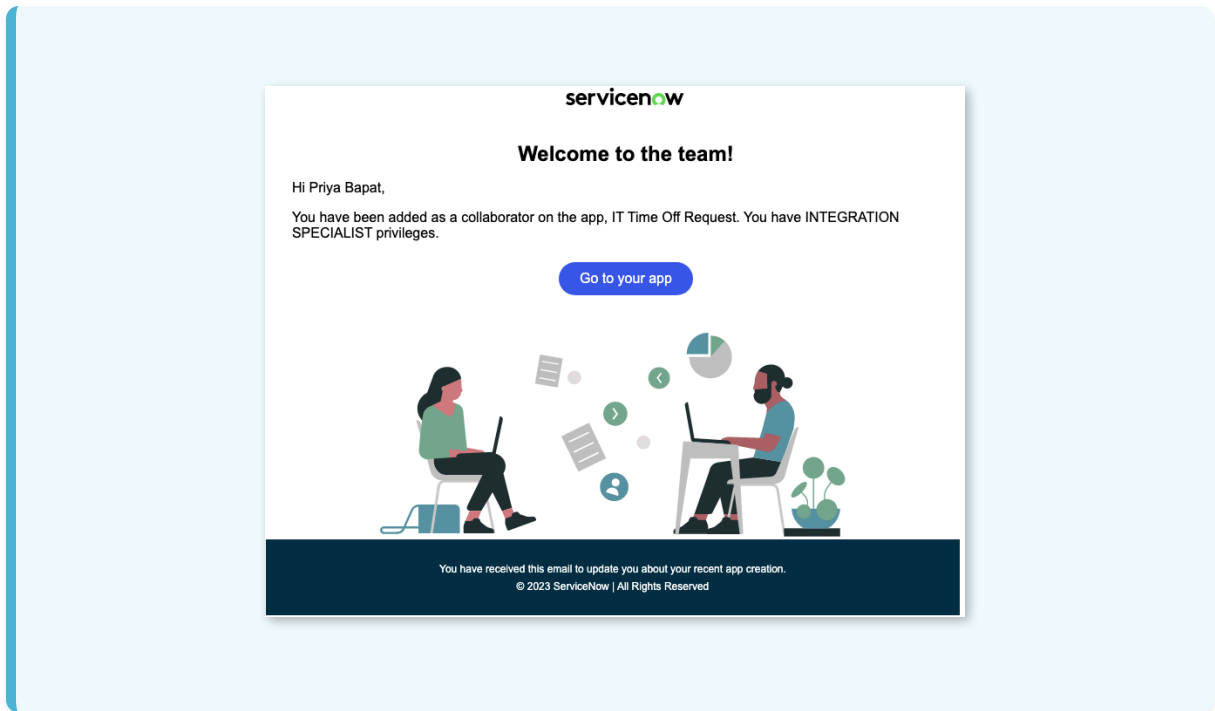 servicenow
Welcome to the team!
Hi Priya Bapat,
You have been added as a collaborator on the app, IT Time Off Request. You have INTEGRATION
SPECIALIST privileges.
Go to your app
You have received this email to update you about your recent app creation.
© 2023 ServiceNow | All Rights Reserved